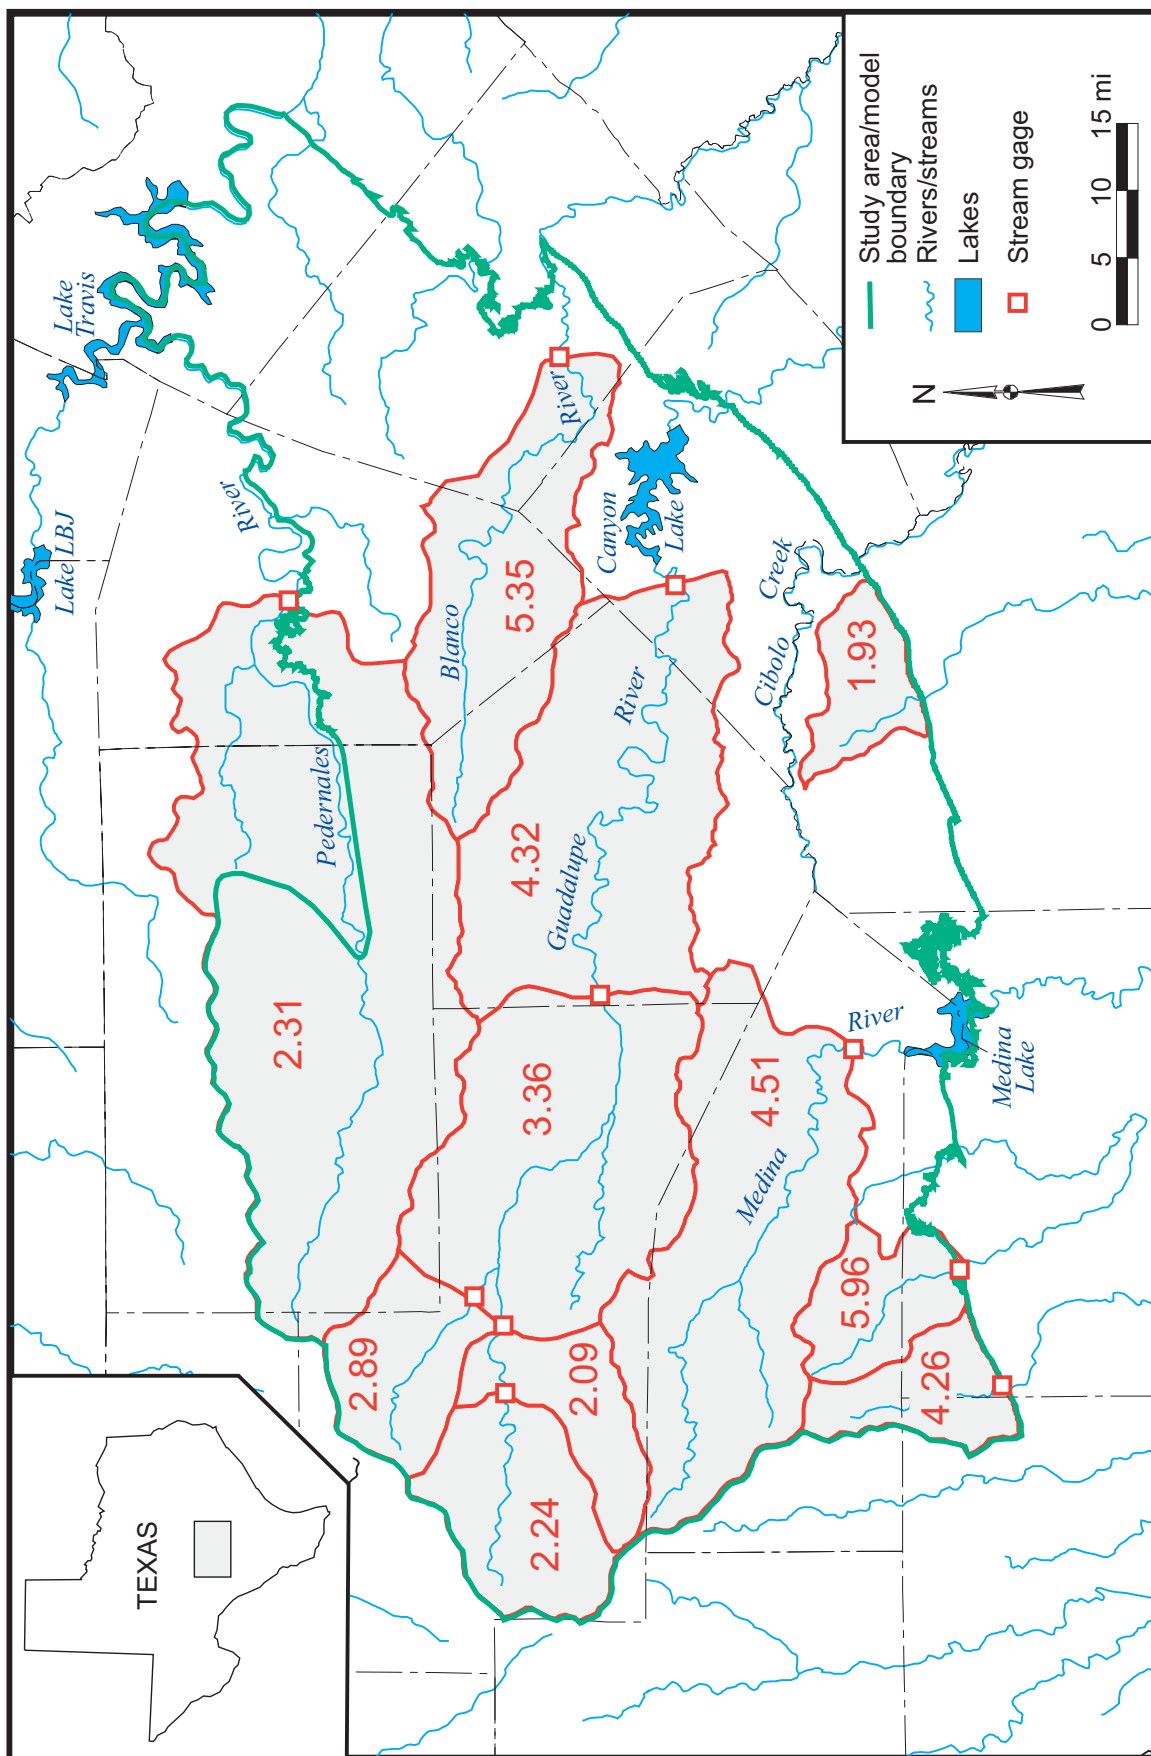 TEXAS
Lake LBJ
Lake
Travis
River
Pedernales
2.31
2.89
2.24
2.09
3.36
4.32
Guadalupe
River
Blanco
5.35
River
Canyon
Lake
Cibolo
Creek
1.93
4.51
Medina
River
5.96
4.26
Medina
Lake
Study area/model
boundary
Rivers/streams
Lakes
Stream gage
N
0 5 10 15 mi